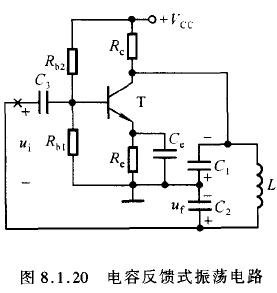 +V_CC
R_b2
R_c
C_3
T
+
u_i
−
R_b1
R_e
C_e
−
C_1
+
−
u_f
C_2
+
−
L
+
图 8.1.20 电容反馈式振荡电路